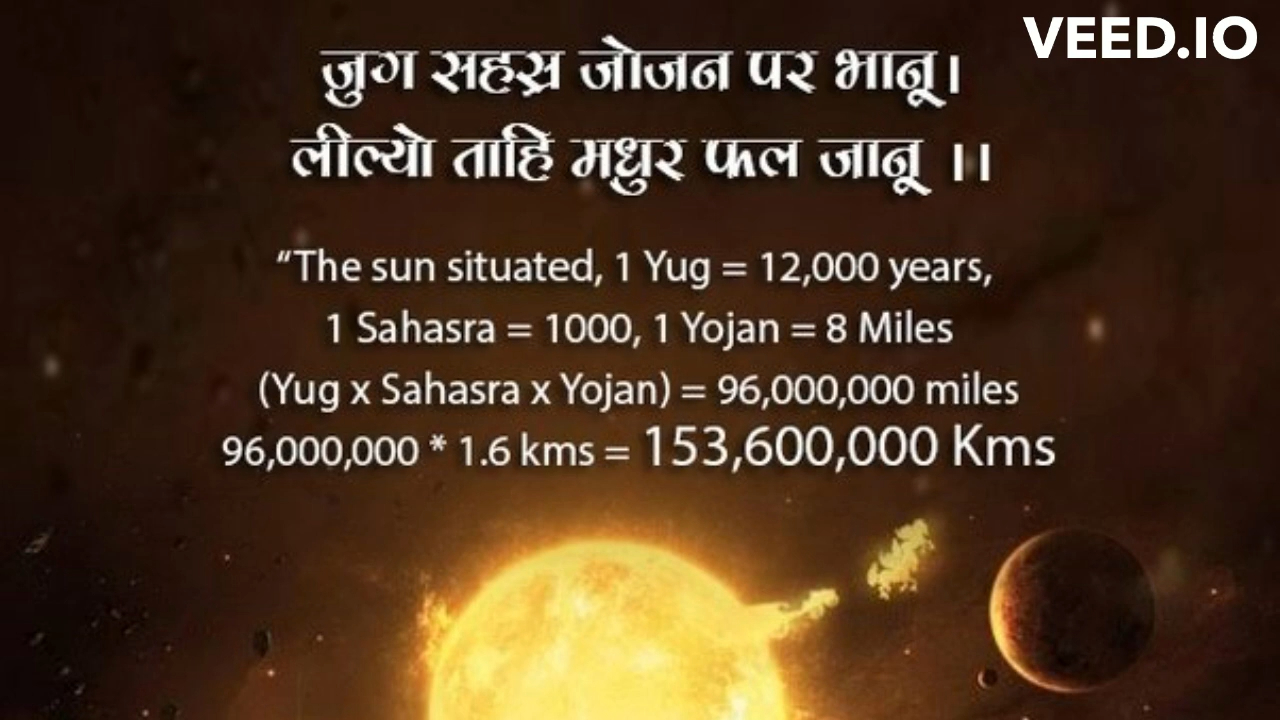 VEED.IO
जुग सहस्र जोजन पर भानू।
लील्यो ताहि मधुर फल जानू ।।
“The sun situated, 1 Yug = 12,000 years,
1 Sahasra = 1000, 1 Yojan = 8 Miles
(Yug x Sahasra x Yojan) = 96,000,000 miles
96,000,000 * 1.6 kms = 153,600,000 Kms